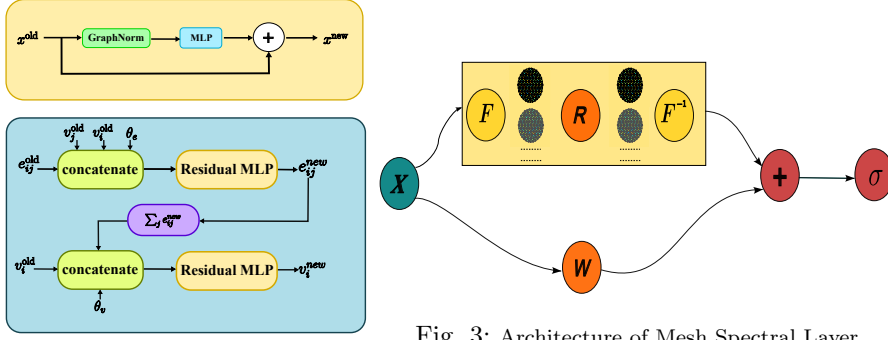 x^old GraphNorm MLP + x^new
v_j^old v_i^old θ_e
e_ij^old concatenate Residual MLP e_ij^new
∑_j e_ij^new
v_i^old concatenate Residual MLP v_i^new
θ_v
F R F^-1
X + σ
W
Fig. 3: Architecture of Mesh Spectral Layer